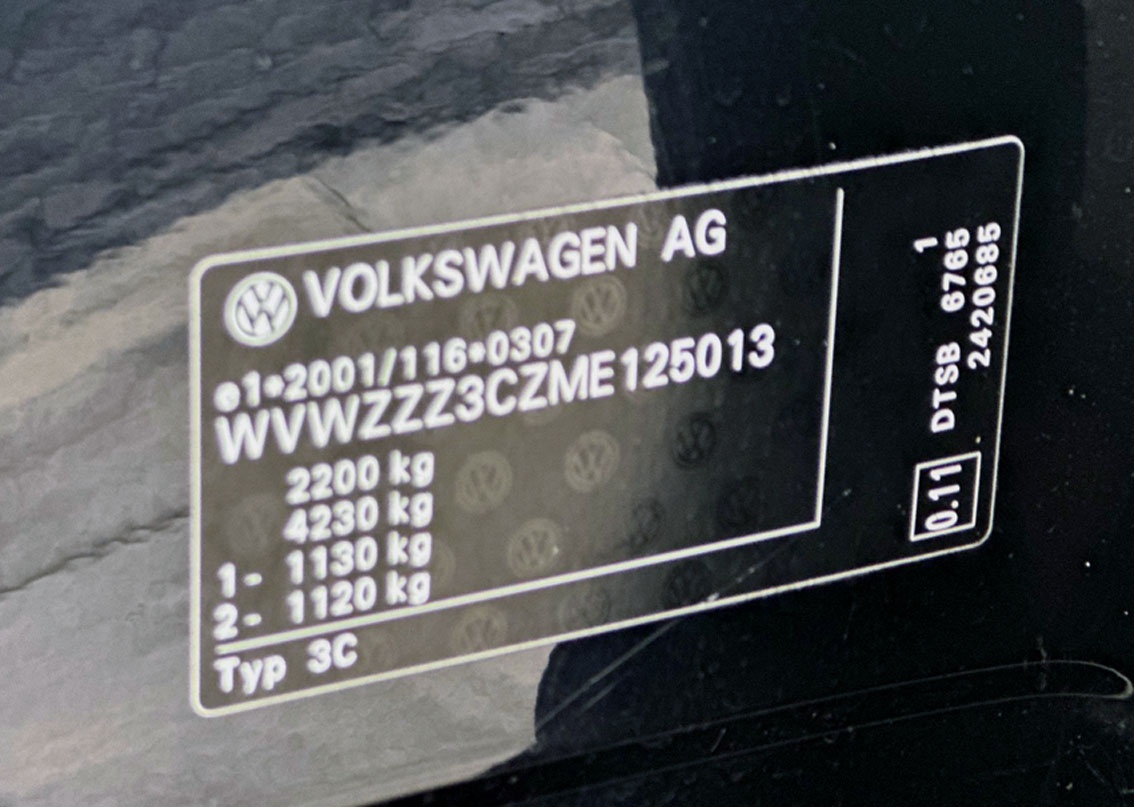 VOLKSWAGEN AG
e1*2001/116*0307
WVWZZZ3CZME125013
2200 kg
4230 kg
1- 1130 kg
2- 1120 kg
Typ 3C
0.11
DTSB 6765 1
2420685